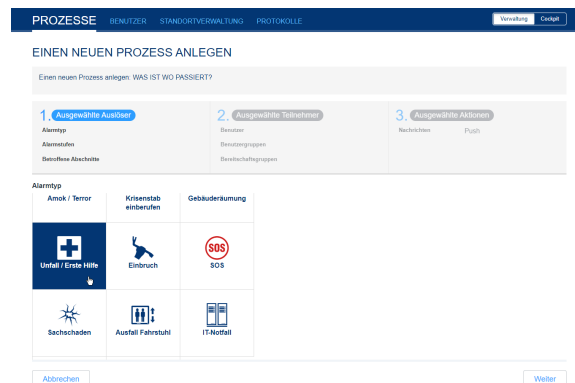 PROZESSE BENUTZER STANDORTVERWALTUNG PROTOKOLLE Verwaltung Cockpit
EINEN NEUEN PROZESS ANLEGEN
Einen neuen Prozess anlegen: WAS IST WO PASSIERT?
1. Ausgewählte Auslöser
Alarmtyp
Alarmstufen
Betroffene Abschnitte
2. Ausgewählte Teilnehmer
Benutzer
Benutzergruppen
Bereitschaftsgruppen
3. Ausgewählte Aktionen
Nachrichten Push
Alarmtyp
Amok / Terror
Krisenstab
einberufen
Gebäuderäumung
Unfall / Erste Hilfe
Einbruch
SOS
SOS
Sachschaden
Ausfall Fahrstuhl
IT-Notfall
Abbrechen Weiter